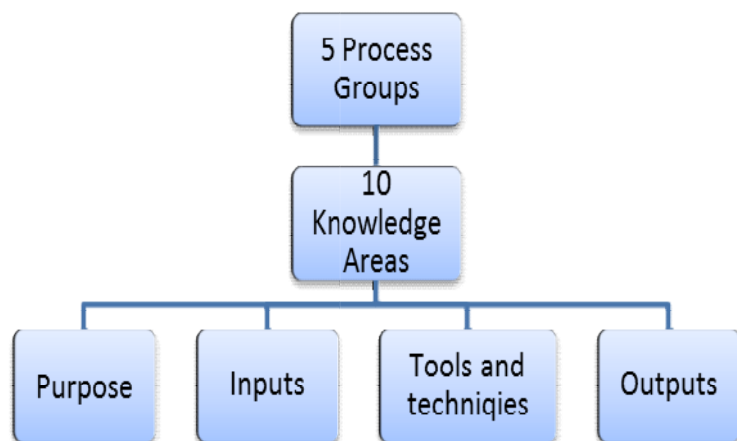 5 Process
Groups
10
Knowledge
Areas
Purpose
Inputs
Tools and
techniqies
Outputs